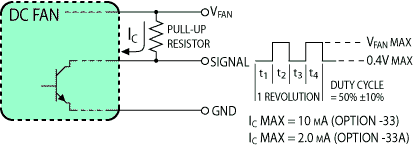 DC FAN
VFAN
IC
PULL-UP
RESISTOR
SIGNAL
GND
VFAN MAX
0.4V MAX
t1 t2 t3 t4
1 REVOLUTION
DUTY CYCLE
= 50% ±10%
IC MAX = 10 mA (OPTION -33)
IC MAX = 2.0 mA (OPTION -33A)